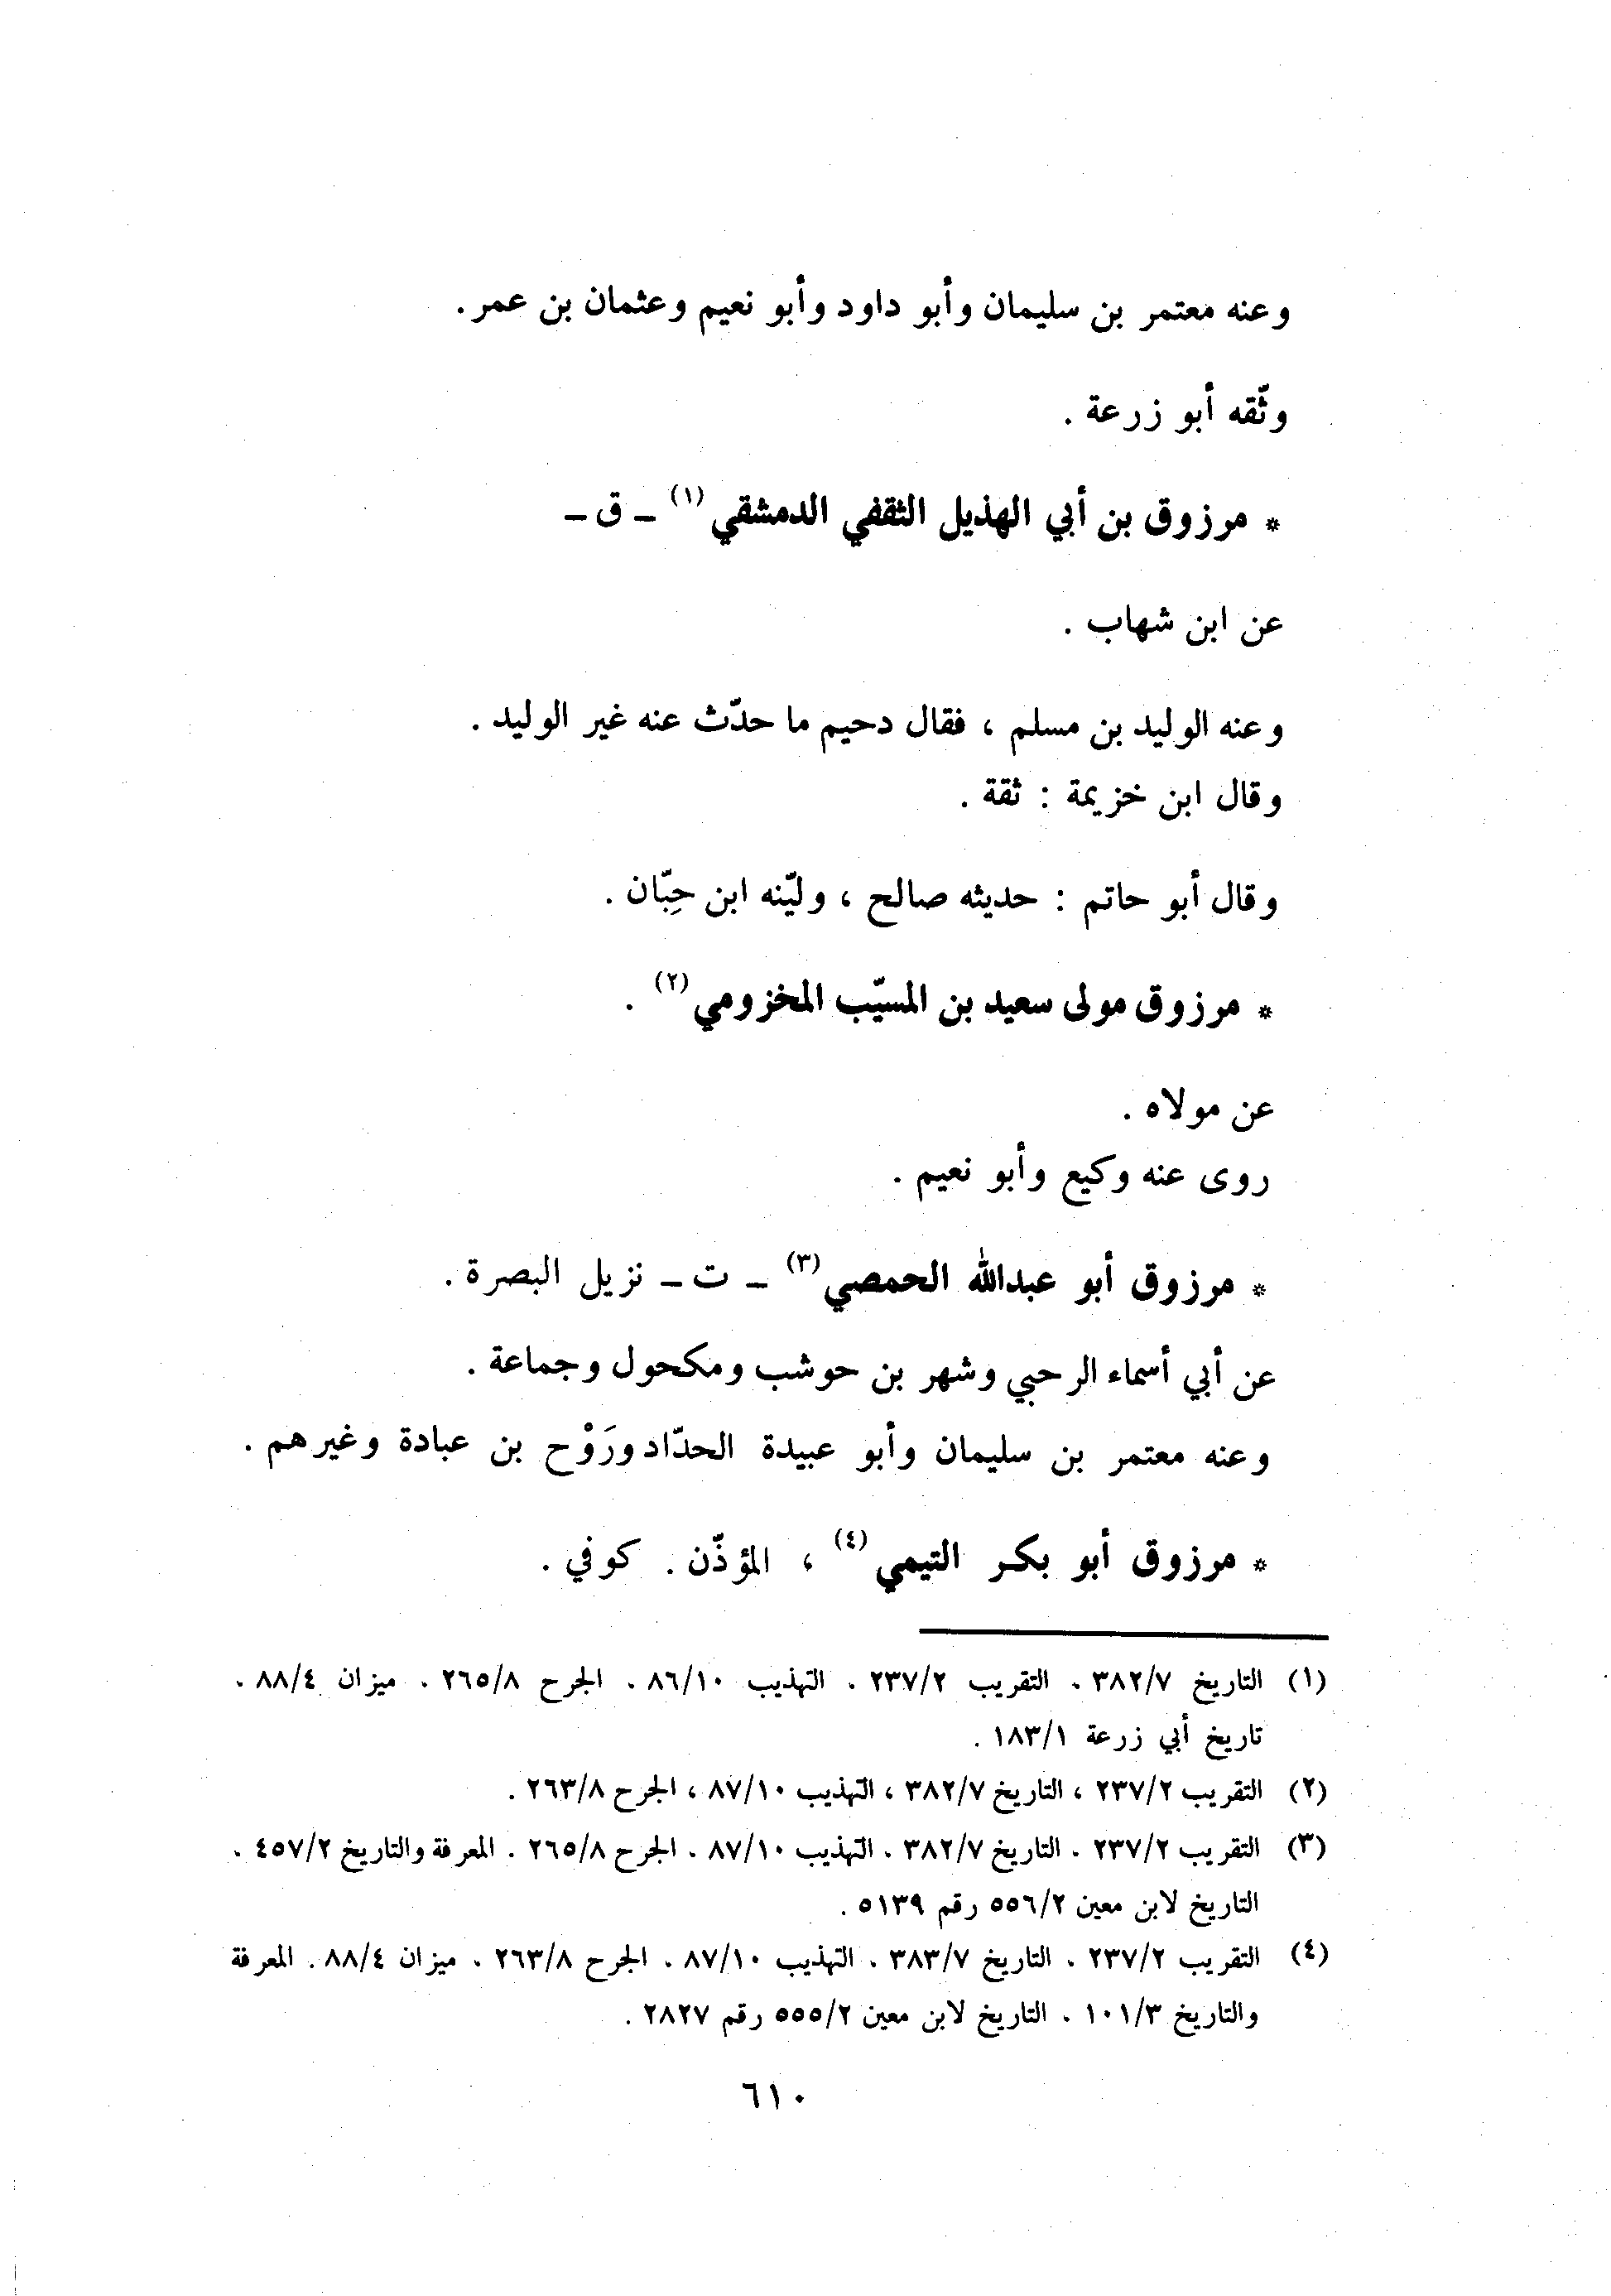 وعنه معتمر بن سليمان وأبو داود وأبو نعيم وعثمان بن عمر.
وثّقه أبو زرعة .
* مرزوق بن أبي الهذيل الثقفي الدمشقي (١) ـ ق ـ
عن ابن شهاب .
وعنه الوليد بن مسلم ، فقال دحيم ما حدّث عنه غير الوليد .
وقال ابن خزيمة : ثقة .
وقال أبو حاتم : حديثه صالح ، وليّنه ابن حِبّان .
* مرزوق مولى سعيد بن المسيّب المخزومي (٢) .
عن مولاه .
روى عنه وكيع وأبو نعيم .
* مرزوق أبو عبدالله الحمصي (٣) ـ ت ـ نزيل البصرة .
عن أبي أسماء الرحبي وشهر بن حوشب ومكحول وجماعة .
وعنه معتمر بن سليمان وأبو عبيدة الحدّاد ورَوْح بن عبادة وغيرهم .
* مرزوق أبو بكر التيمي (٤) ، المؤذّن . كوفي .
(١) التاريخ ٣٨٢/٧ . التقريب ٢٣٧/٢ . التهذيب ٨٦/١٠ . الجرح ٢٦٥/٨ . ميزان ٨٨/٤ .
تاريخ أبي زرعة ١٨٣/١ .
(٢) التقريب ٢٣٧/٢ ، التاريخ ٣٨٢/٧ ، التهذيب ٨٧/١٠ ، الجرح ٢٦٣/٨ .
(٣) التقريب ٢٣٧/٢ . التاريخ ٣٨٢/٧ . التهذيب ٨٧/١٠ . الجرح ٢٦٥/٨ . المعرفة والتاريخ ٤٥٧/٢ .
التاريخ لابن معين ٥٥٦/٢ رقم ٥١٣٩ .
(٤) التقريب ٢٣٧/٢ . التاريخ ٣٨٣/٧ . التهذيب ٨٧/١٠ . الجرح ٢٦٣/٨ . ميزان ٨٨/٤ . المعرفة
والتاريخ ١٠١/٣ . التاريخ لابن معين ٥٥٥/٢ رقم ٢٨٢٧ .
٦١٠